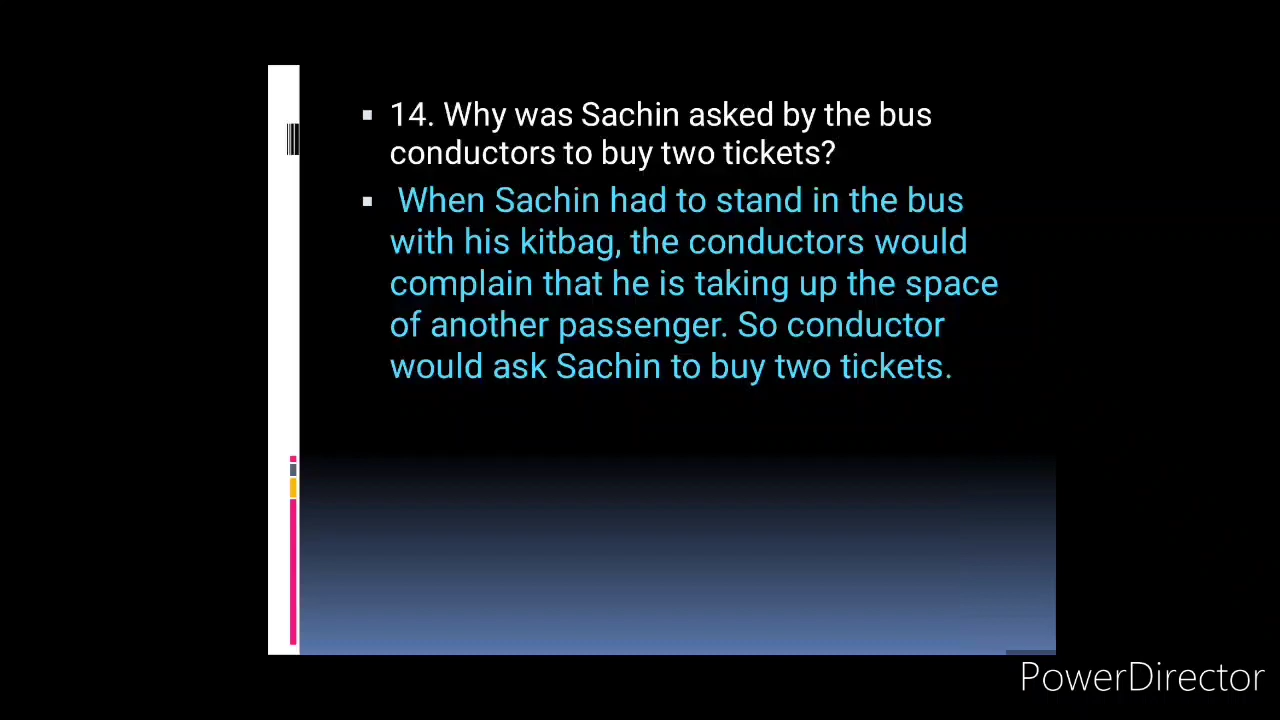 14. Why was Sachin asked by the bus
conductors to buy two tickets?
When Sachin had to stand in the bus
with his kitbag, the conductors would
complain that he is taking up the space
of another passenger. So conductor
would ask Sachin to buy two tickets.
PowerDirector